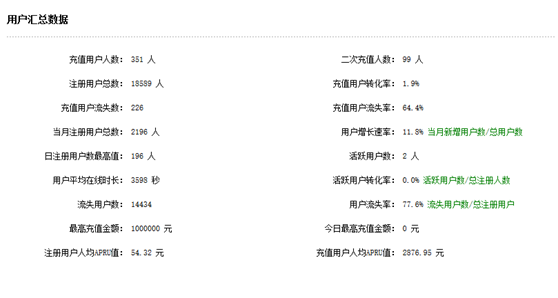 用户汇总数据
充值用户人数： 351 人 二次充值人数： 99 人
注册用户总数： 18589 人 充值用户转化率： 1.9%
充值用户流失数： 226 充值用户流失率： 64.4%
当月注册用户总数： 2196 人 用户增长速率： 11.8% 当月新增用户数/总用户数
日注册用户数最高值： 196 人 活跃用户数： 2 人
用户平均在线时长： 3598 秒 活跃用户转化率： 0.0% 活跃用户数/总注册人数
流失用户数： 14434 用户流失率： 77.6% 流失用户数/总注册用户
最高充值金额： 1000000 元 今日最高充值金额： 0 元
注册用户人均APRU值： 54.32 元 充值用户人均APRU值： 2876.95 元